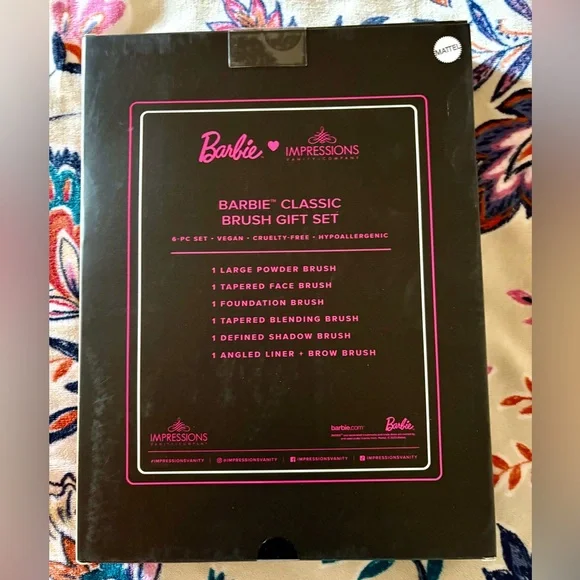 MATTEL
Barbie ♥ IMPRESSIONS
VANITY • COMPANY
BARBIE™ CLASSIC
BRUSH GIFT SET
6-PC SET • VEGAN • CRUELTY-FREE • HYPOALLERGENIC
1 LARGE POWDER BRUSH
1 TAPERED FACE BRUSH
1 FOUNDATION BRUSH
1 TAPERED BLENDING BRUSH
1 DEFINED SHADOW BRUSH
1 ANGLED LINER + BROW BRUSH
IMPRESSIONS
VANITY • COMPANY
barbie.com Barbie
#IMPRESSIONSVANITY | @IMPRESSIONSVANITY | IMPRESSIONSVANITY | IMPRESSIONSVANITY